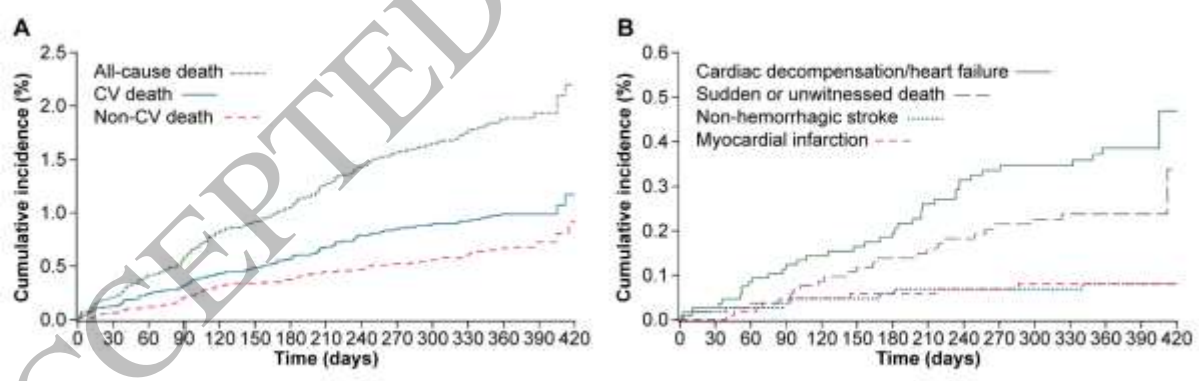 A
2.5
2.0
1.5
1.0
0.5
0.0
Cumulative incidence (%)
All-cause death
CV death
Non-CV death
0 30 60 90 120 150 180 210 240 270 300 330 360 390 420
Time (days)
B
0.6
0.5
0.4
0.3
0.2
0.1
0.0
Cumulative incidence (%)
Cardiac decompensation/heart failure
Sudden or unwitnessed death
Non-hemorrhagic stroke
Myocardial infarction
0 30 60 90 120 150 180 210 240 270 300 330 360 390 420
Time (days)
CCEPTED